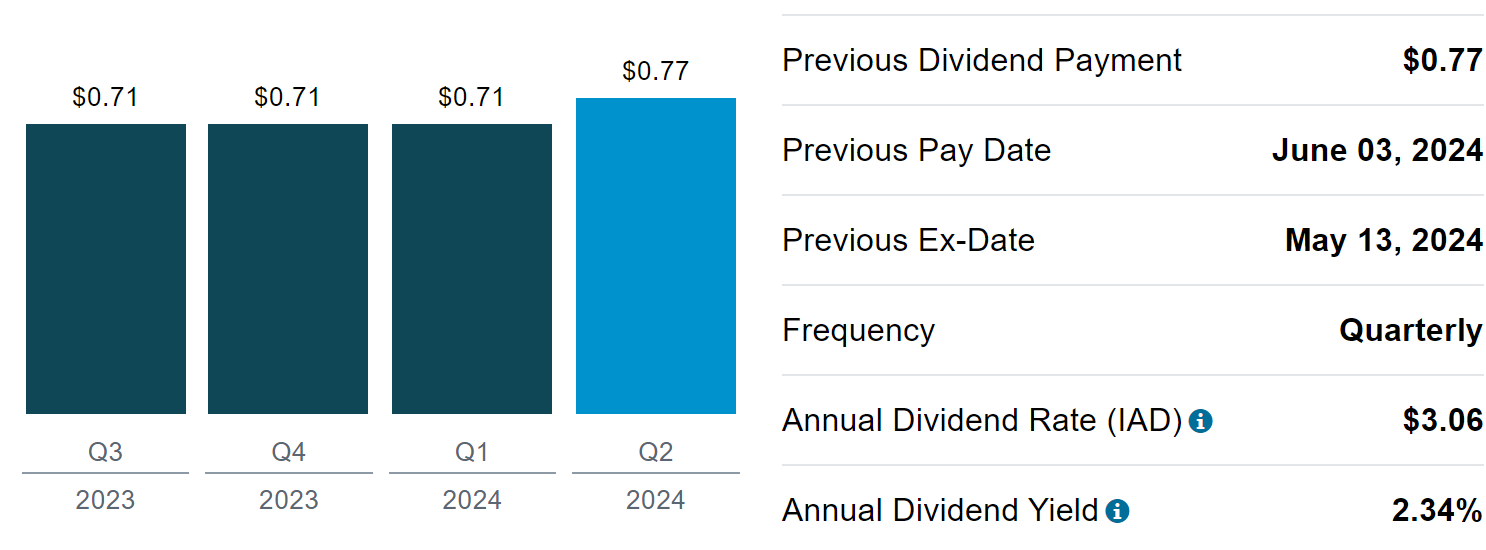 $0.71
$0.71
$0.71
$0.77
Q3
Q4
Q1
Q2
2023
2023
2024
2024
Previous Dividend Payment $0.77
Previous Pay Date June 03, 2024
Previous Ex-Date May 13, 2024
Frequency Quarterly
Annual Dividend Rate (IAD) $3.06
Annual Dividend Yield 2.34%